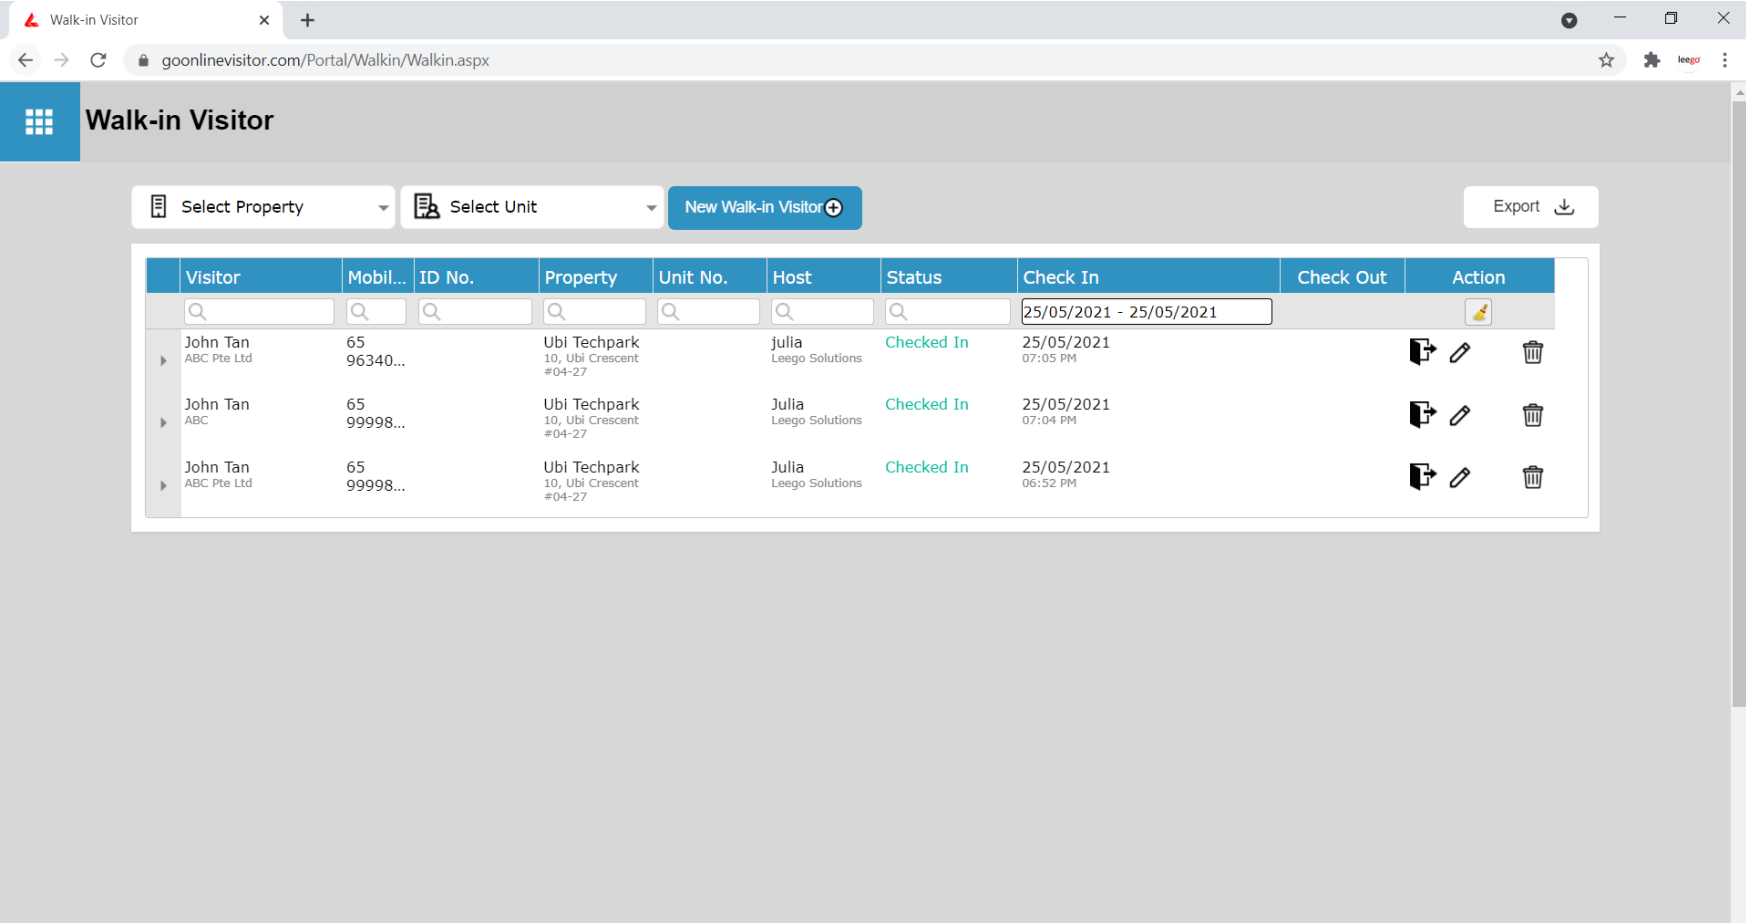 Walk-in Visitor
goonlinevisitor.com/Portal/Walkin/Walkin.aspx
leego
Walk-in Visitor
Select Property
Select Unit
New Walk-in Visitor
Export
Visitor Mobil... ID No. Property Unit No. Host Status Check In Check Out Action
25/05/2021 - 25/05/2021
John Tan 65 Ubi Techpark julia Checked In 25/05/2021
ABC Pte Ltd 96340... 10, Ubi Crescent Leego Solutions 07:05 PM
#04-27
John Tan 65 Ubi Techpark Julia Checked In 25/05/2021
ABC 99998... 10, Ubi Crescent Leego Solutions 07:04 PM
#04-27
John Tan 65 Ubi Techpark Julia Checked In 25/05/2021
ABC Pte Ltd 99998... 10, Ubi Crescent Leego Solutions 06:52 PM
#04-27